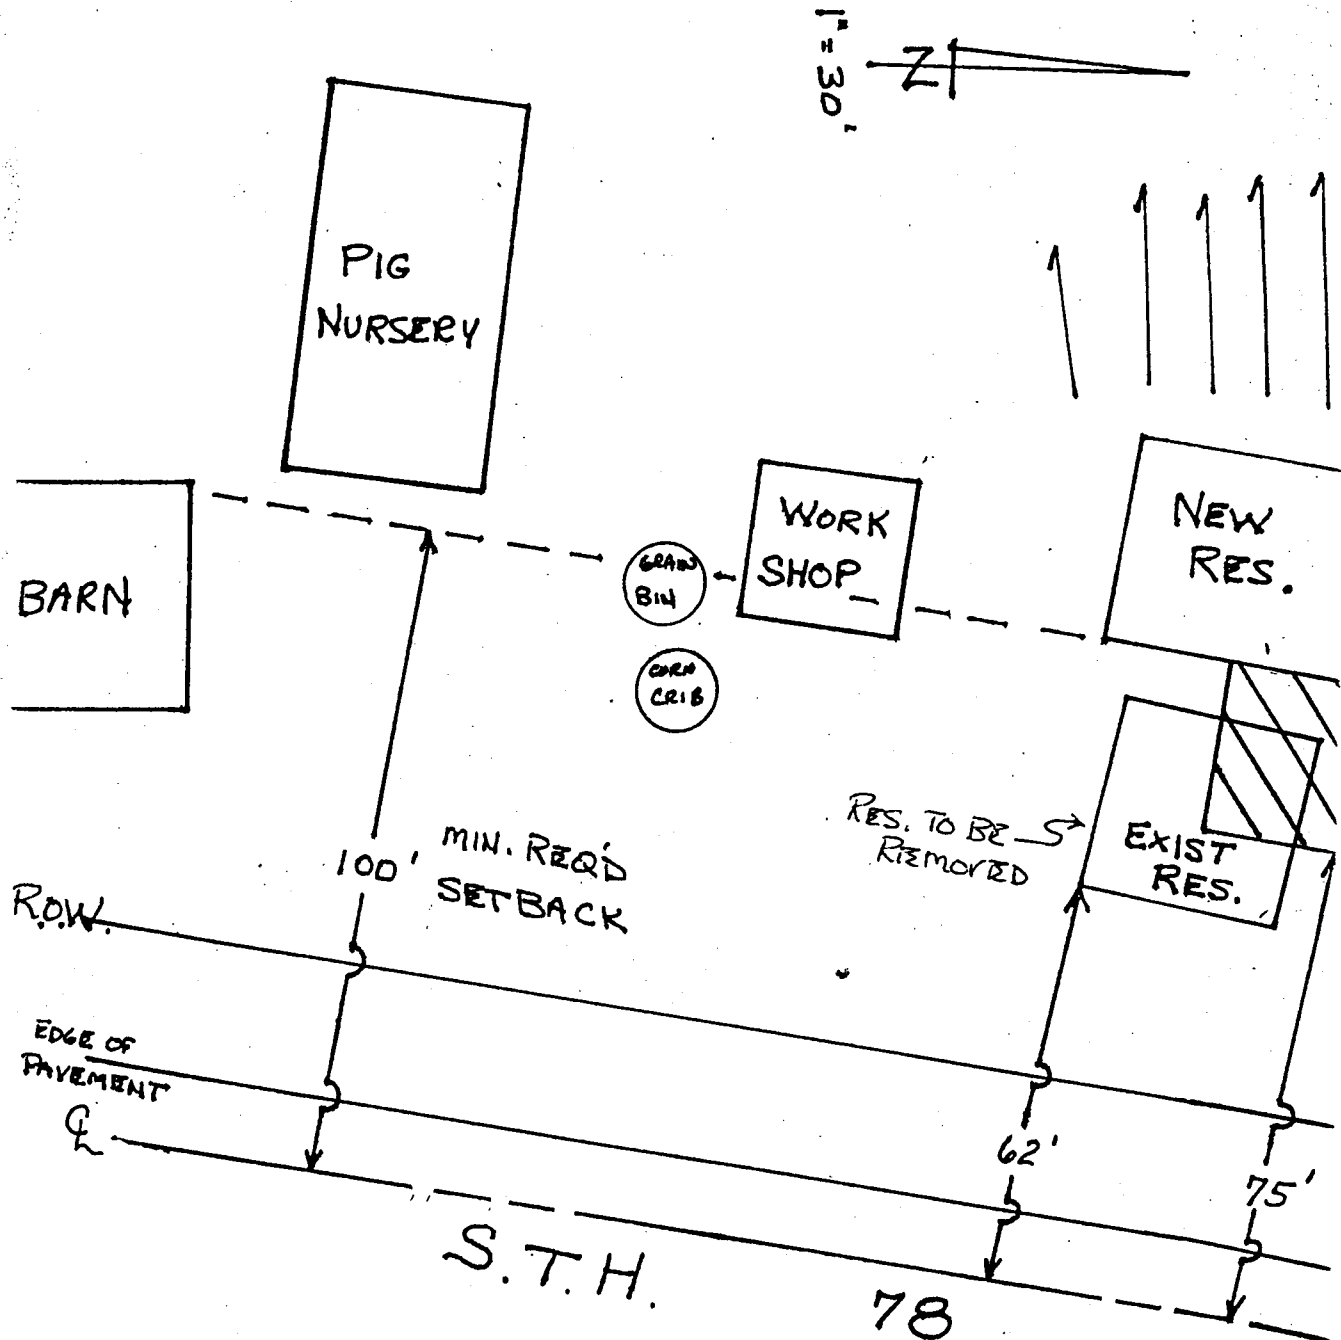 1" = 30'
N
PIG
NURSERY
WORK
SHOP
NEW
RES.
GRAIN
BIN
BARN
CORN
CRIB
RES. TO BE
REMOVED
EXIST
RES.
100'
MIN. REQ'D
SETBACK
R.O.W.
EDGE OF
PAVEMENT
℄
62'
75'
S.T.H.
78